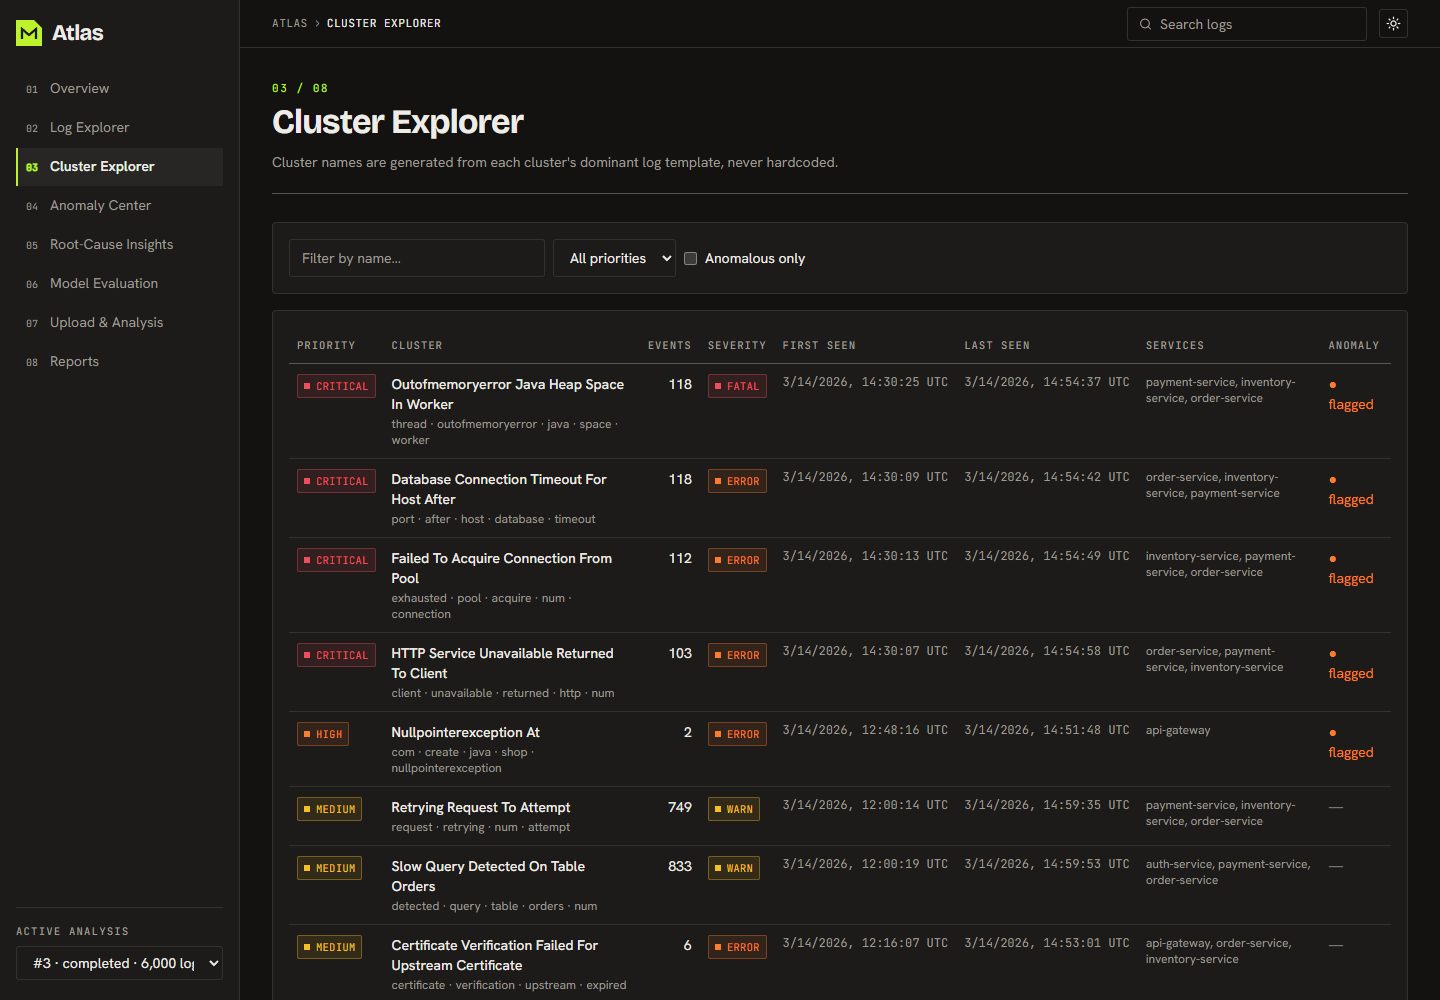 Atlas
ATLAS > CLUSTER EXPLORER
Search logs
01 Overview
02 Log Explorer
03 Cluster Explorer
04 Anomaly Center
05 Root-Cause Insights
06 Model Evaluation
07 Upload & Analysis
08 Reports
ACTIVE ANALYSIS
#3 · completed · 6,000 log
03 / 08
Cluster Explorer
Cluster names are generated from each cluster's dominant log template, never hardcoded.
Filter by name... All priorities Anomalous only
PRIORITY CLUSTER EVENTS SEVERITY FIRST SEEN LAST SEEN SERVICES ANOMALY
CRITICAL Outofmemoryerror Java Heap Space 118 FATAL 3/14/2026, 14:30:25 UTC 3/14/2026, 14:54:37 UTC payment-service, inventory- ●
In Worker service, order-service flagged
thread · outofmemoryerror · java · space ·
worker
CRITICAL Database Connection Timeout For 118 ERROR 3/14/2026, 14:30:09 UTC 3/14/2026, 14:54:42 UTC order-service, inventory- ●
Host After service, payment-service flagged
port · after · host · database · timeout
CRITICAL Failed To Acquire Connection From 112 ERROR 3/14/2026, 14:30:13 UTC 3/14/2026, 14:54:49 UTC inventory-service, payment- ●
Pool service, order-service flagged
exhausted · pool · acquire · num ·
connection
CRITICAL HTTP Service Unavailable Returned 103 ERROR 3/14/2026, 14:30:07 UTC 3/14/2026, 14:54:58 UTC order-service, payment- ●
To Client service, inventory-service flagged
client · unavailable · returned · http · num
HIGH Nullpointerexception At 2 ERROR 3/14/2026, 12:48:16 UTC 3/14/2026, 14:51:48 UTC api-gateway ●
com · create · java · shop · flagged
nullpointerexception
MEDIUM Retrying Request To Attempt 749 WARN 3/14/2026, 12:00:14 UTC 3/14/2026, 14:59:35 UTC payment-service, inventory- —
request · retrying · num · attempt service, order-service
MEDIUM Slow Query Detected On Table 833 WARN 3/14/2026, 12:00:19 UTC 3/14/2026, 14:59:53 UTC auth-service, payment-service, —
Orders order-service
detected · query · table · orders · num
MEDIUM Certificate Verification Failed For 6 ERROR 3/14/2026, 12:16:07 UTC 3/14/2026, 14:53:01 UTC api-gateway, order-service, —
Upstream Certificate inventory-service
certificate · verification · upstream · expired